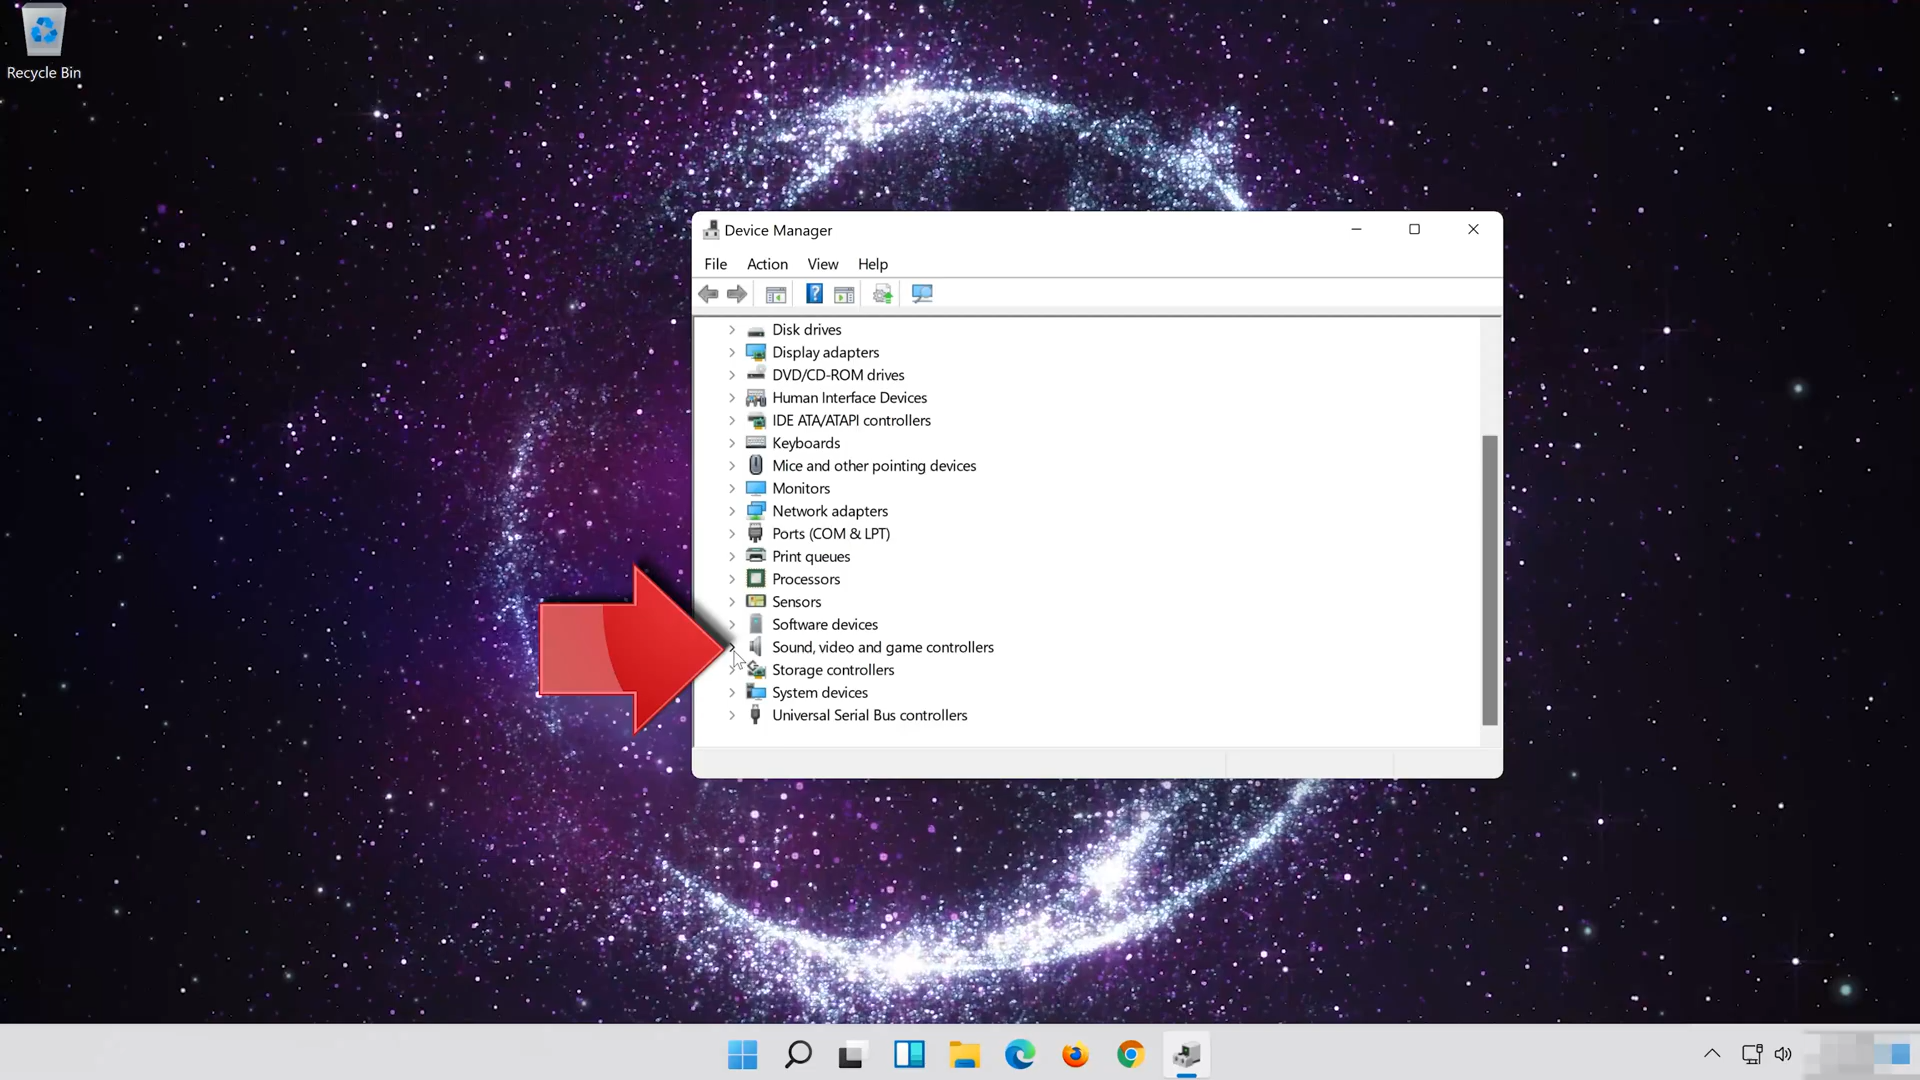 Recycle Bin
Device Manager
File Action View Help
Disk drives
Display adapters
DVD/CD-ROM drives
Human Interface Devices
IDE ATA/ATAPI controllers
Keyboards
Mice and other pointing devices
Monitors
Network adapters
Ports (COM & LPT)
Print queues
Processors
Sensors
Software devices
Sound, video and game controllers
Storage controllers
System devices
Universal Serial Bus controllers